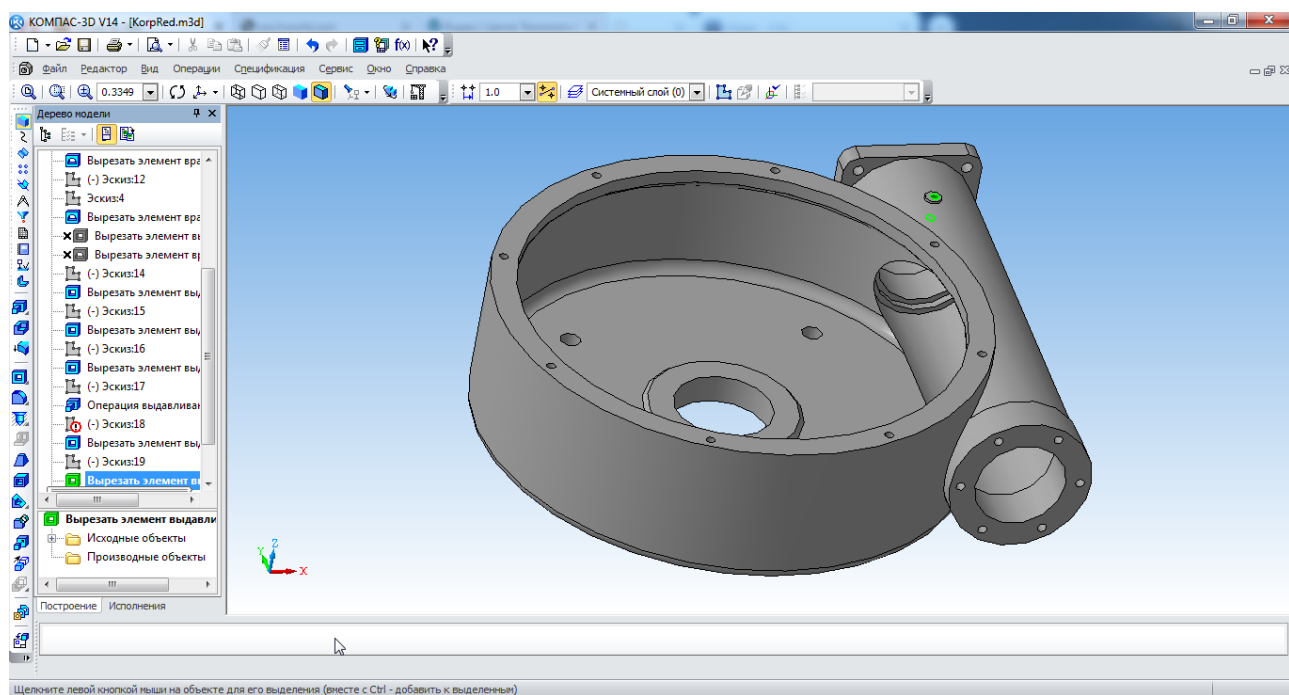 КОМПАС-3D V14 - [KorpRed.m3d]
Файл Редактор Вид Операции Спецификация Сервис Окно Справка
0.3349 1.0 Системный слой (0)
Дерево модели
Вырезать элемент вра
(-) Эскиз:12
Эскиз:4
Вырезать элемент вра
Вырезать элемент вы
Вырезать элемент вр
(-) Эскиз:14
Вырезать элемент выд
(-) Эскиз:15
Вырезать элемент выд
(-) Эскиз:16
Вырезать элемент выд
(-) Эскиз:17
Операция выдавливан
(-) Эскиз:18
Вырезать элемент выд
(-) Эскиз:19
Вырезать элемент вы
Вырезать элемент выдавли
Исходные объекты
Производные объекты
Построение Исполнения
Z
Y
X
Щелкните левой кнопкой мыши на объекте для его выделения (вместе с Ctrl - добавить к выделенным)